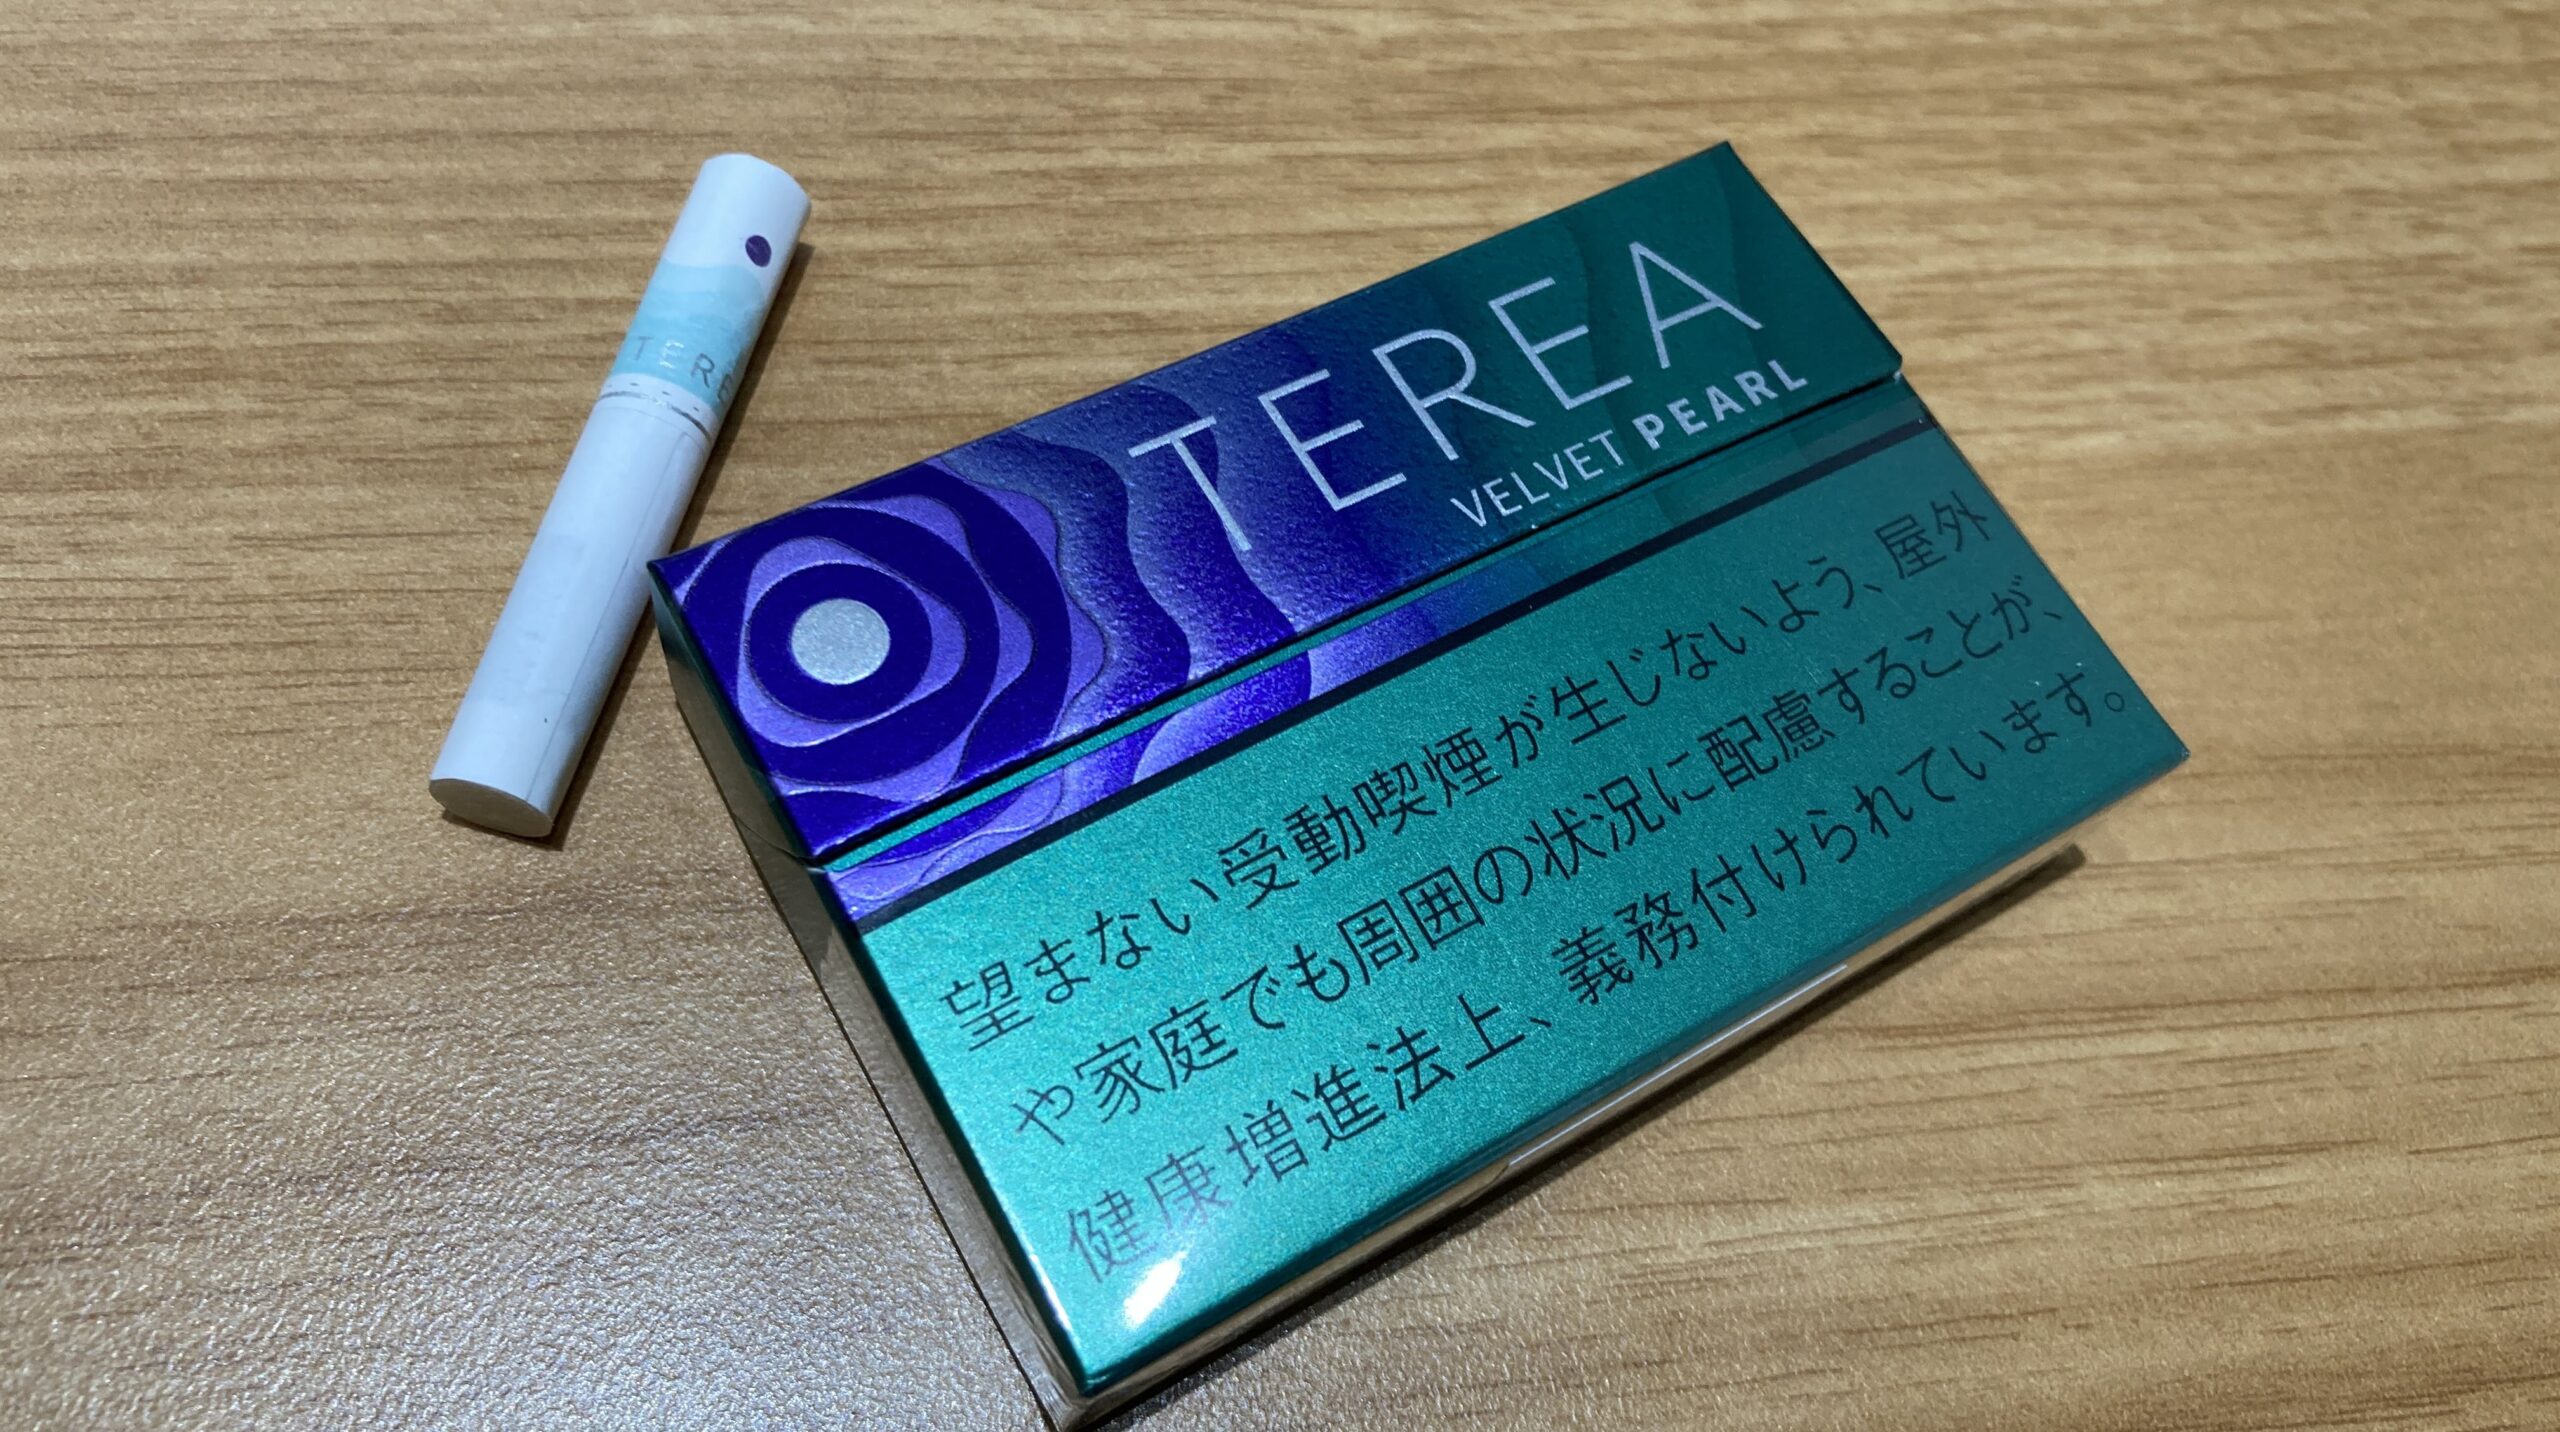 TERE
TEREA
VELVET PEARL
望まない受動喫煙が生じないよう、屋外
や家庭でも周囲の状況に配慮することが、
健康増進法上、義務付けられています。